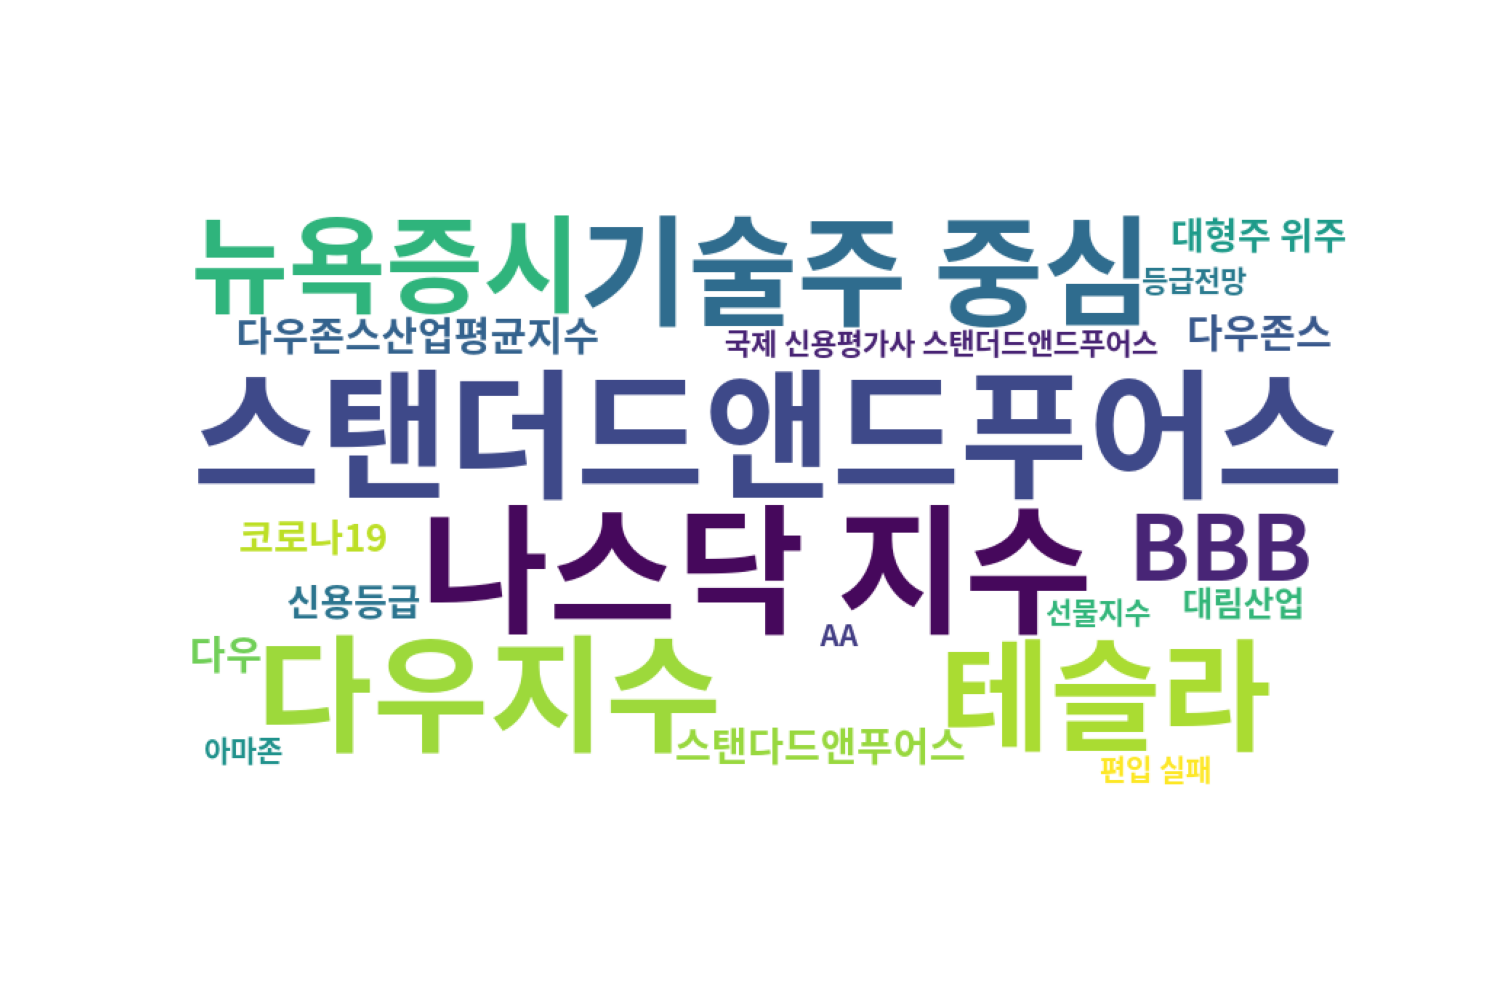 뉴욕증시 기술주 중심 대형주 위주
등급전망
다우존스산업평균지수 국제 신용평가사 스탠더드앤드푸어스 다우존스
스탠더드앤드푸어스
코로나19 나스닥 지수 BBB
신용등급 선물지수 대림산업
AA
다우 다우지수 테슬라
아마존 스탠다드앤푸어스
편입 실패